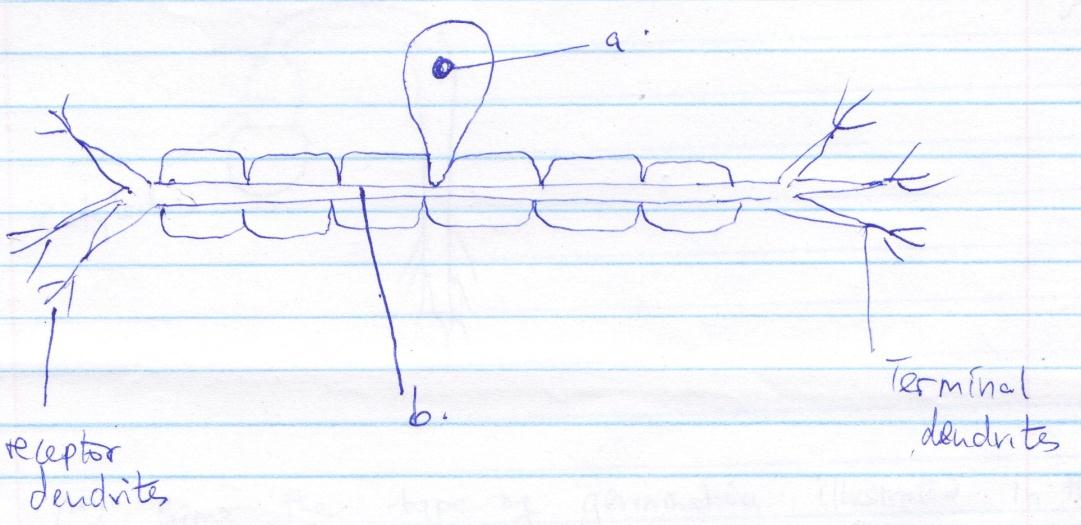 a.
b.
Terminal
dendrites
receptor
dendrites